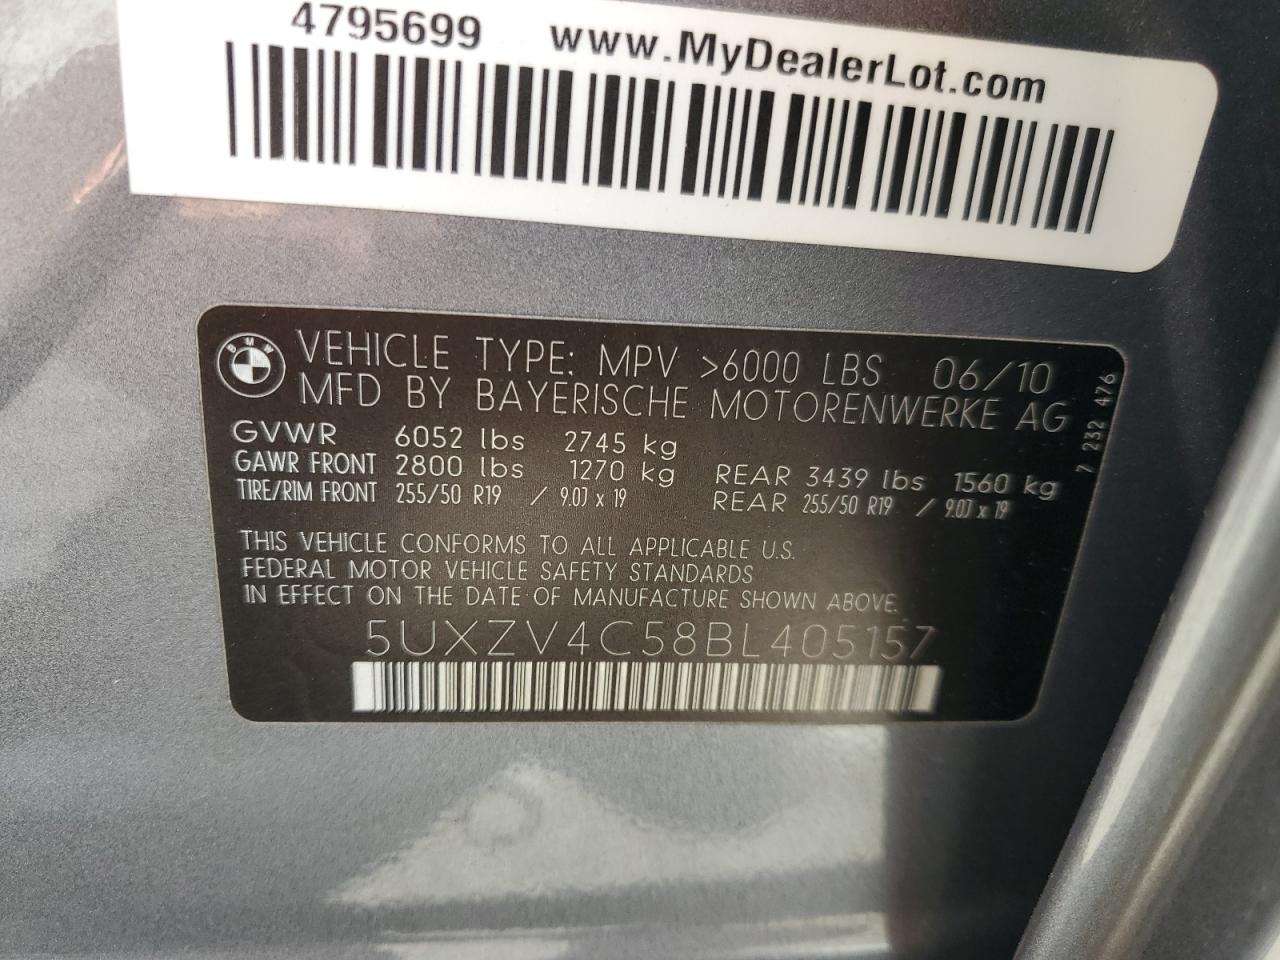 4795699 www.MyDealerLot.com
BMW
VEHICLE TYPE: MPV >6000 LBS 06/10
MFD BY BAYERISCHE MOTORENWERKE AG
GVWR 6052 lbs 2745 kg
GAWR FRONT 2800 lbs 1270 kg REAR 3439 lbs 1560 kg
TIRE/RIM FRONT 255/50 R19 / 9.0J x 19 REAR 255/50 R19 / 9.0J x 19
7 232 476
THIS VEHICLE CONFORMS TO ALL APPLICABLE U.S.
FEDERAL MOTOR VEHICLE SAFETY STANDARDS
IN EFFECT ON THE DATE OF MANUFACTURE SHOWN ABOVE.
5UXZV4C58BL405157